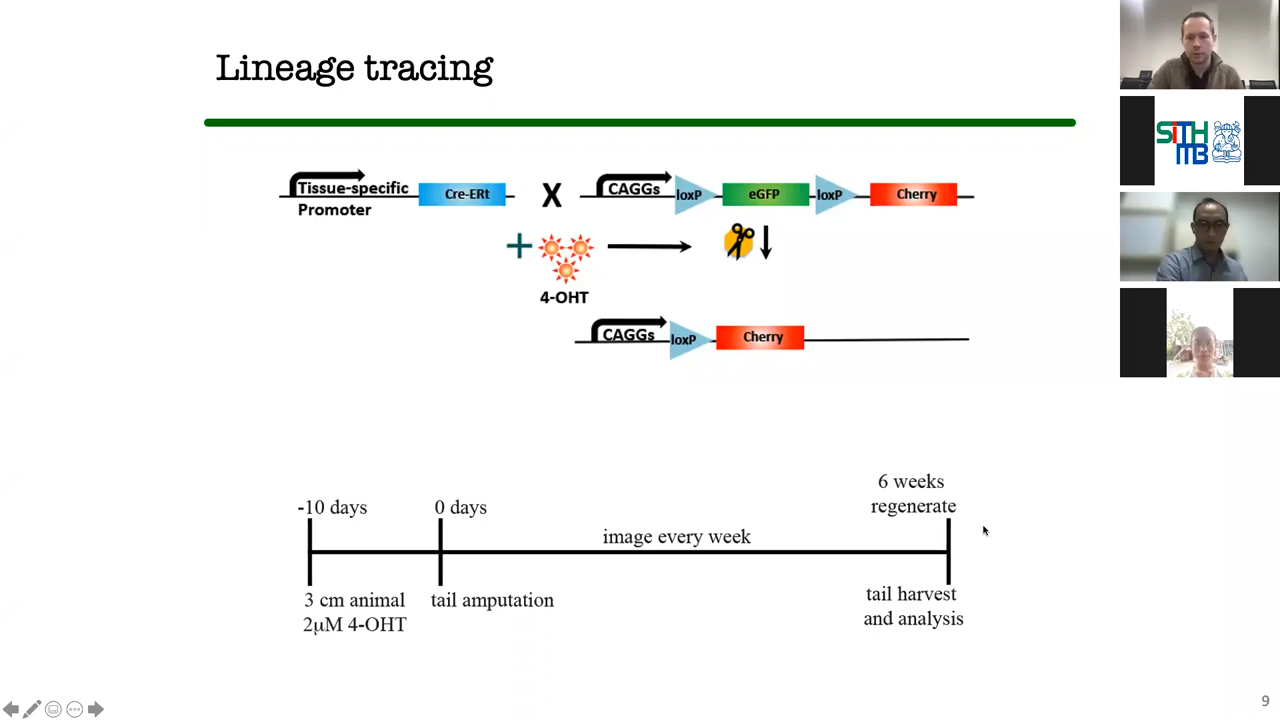 Lineage tracing
Tissue-specific
Promoter
Cre-ERt
X
CAGGs
loxP
eGFP
loxP
Cherry
+
4-OHT
CAGGs
loxP
Cherry
-10 days
0 days
image every week
6 weeks
regenerate
3 cm animal
2µM 4-OHT
tail amputation
tail harvest
and analysis
9
SiTH
MB